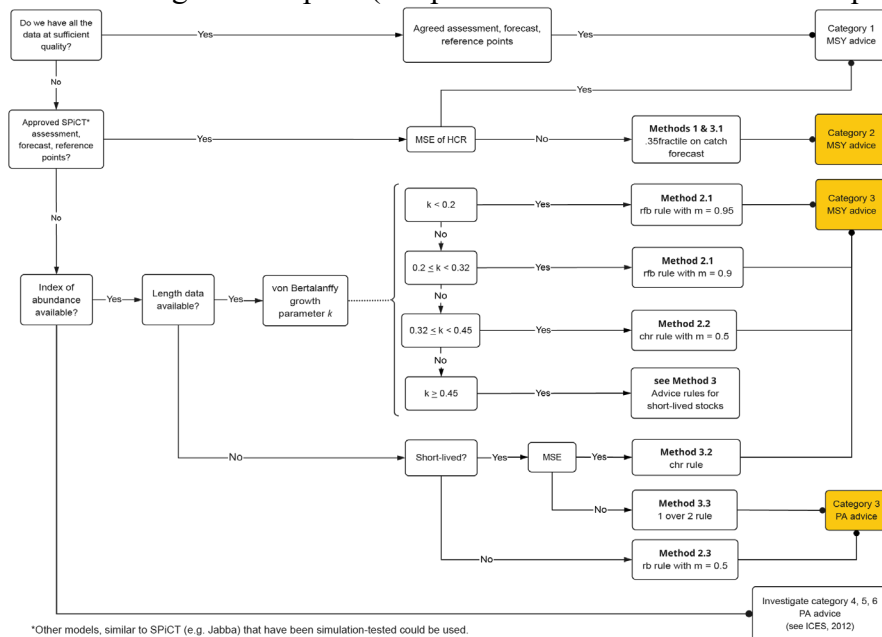 Do we have all the
data at sufficient
quality?
Yes
Agreed assessment, forecast,
reference points
Yes
Category 1
MSY advice
No
Yes
Approved SPiCT*
assessment,
forecast, reference
points?
Yes
MSE of HCR
No
Methods 1 & 3.1
.35fractile on catch
forecast
Category 2
MSY advice
No
k < 0.2
Yes
Method 2.1
rfb rule with m = 0.95
Category 3
MSY advice
No
0.2 ≤ k < 0.32
Yes
Method 2.1
rfb rule with m = 0.9
Index of
abundance
available?
Yes
Length data
available?
Yes
von Bertalanffy
growth
parameter k
No
0.32 ≤ k < 0.45
Yes
Method 2.2
chr rule with m = 0.5
No
k ≥ 0.45
Yes
see Method 3
Advice rules for
short-lived stocks
No
Short-lived?
Yes
MSE
Yes
Method 3.2
chr rule
No
Method 3.3
1 over 2 rule
Category 3
PA advice
No
Method 2.3
rb rule with m = 0.5
Investigate category 4, 5, 6
PA advice
(see ICES, 2012)
*Other models, similar to SPiCT (e.g. Jabba) that have been simulation-tested could be used.